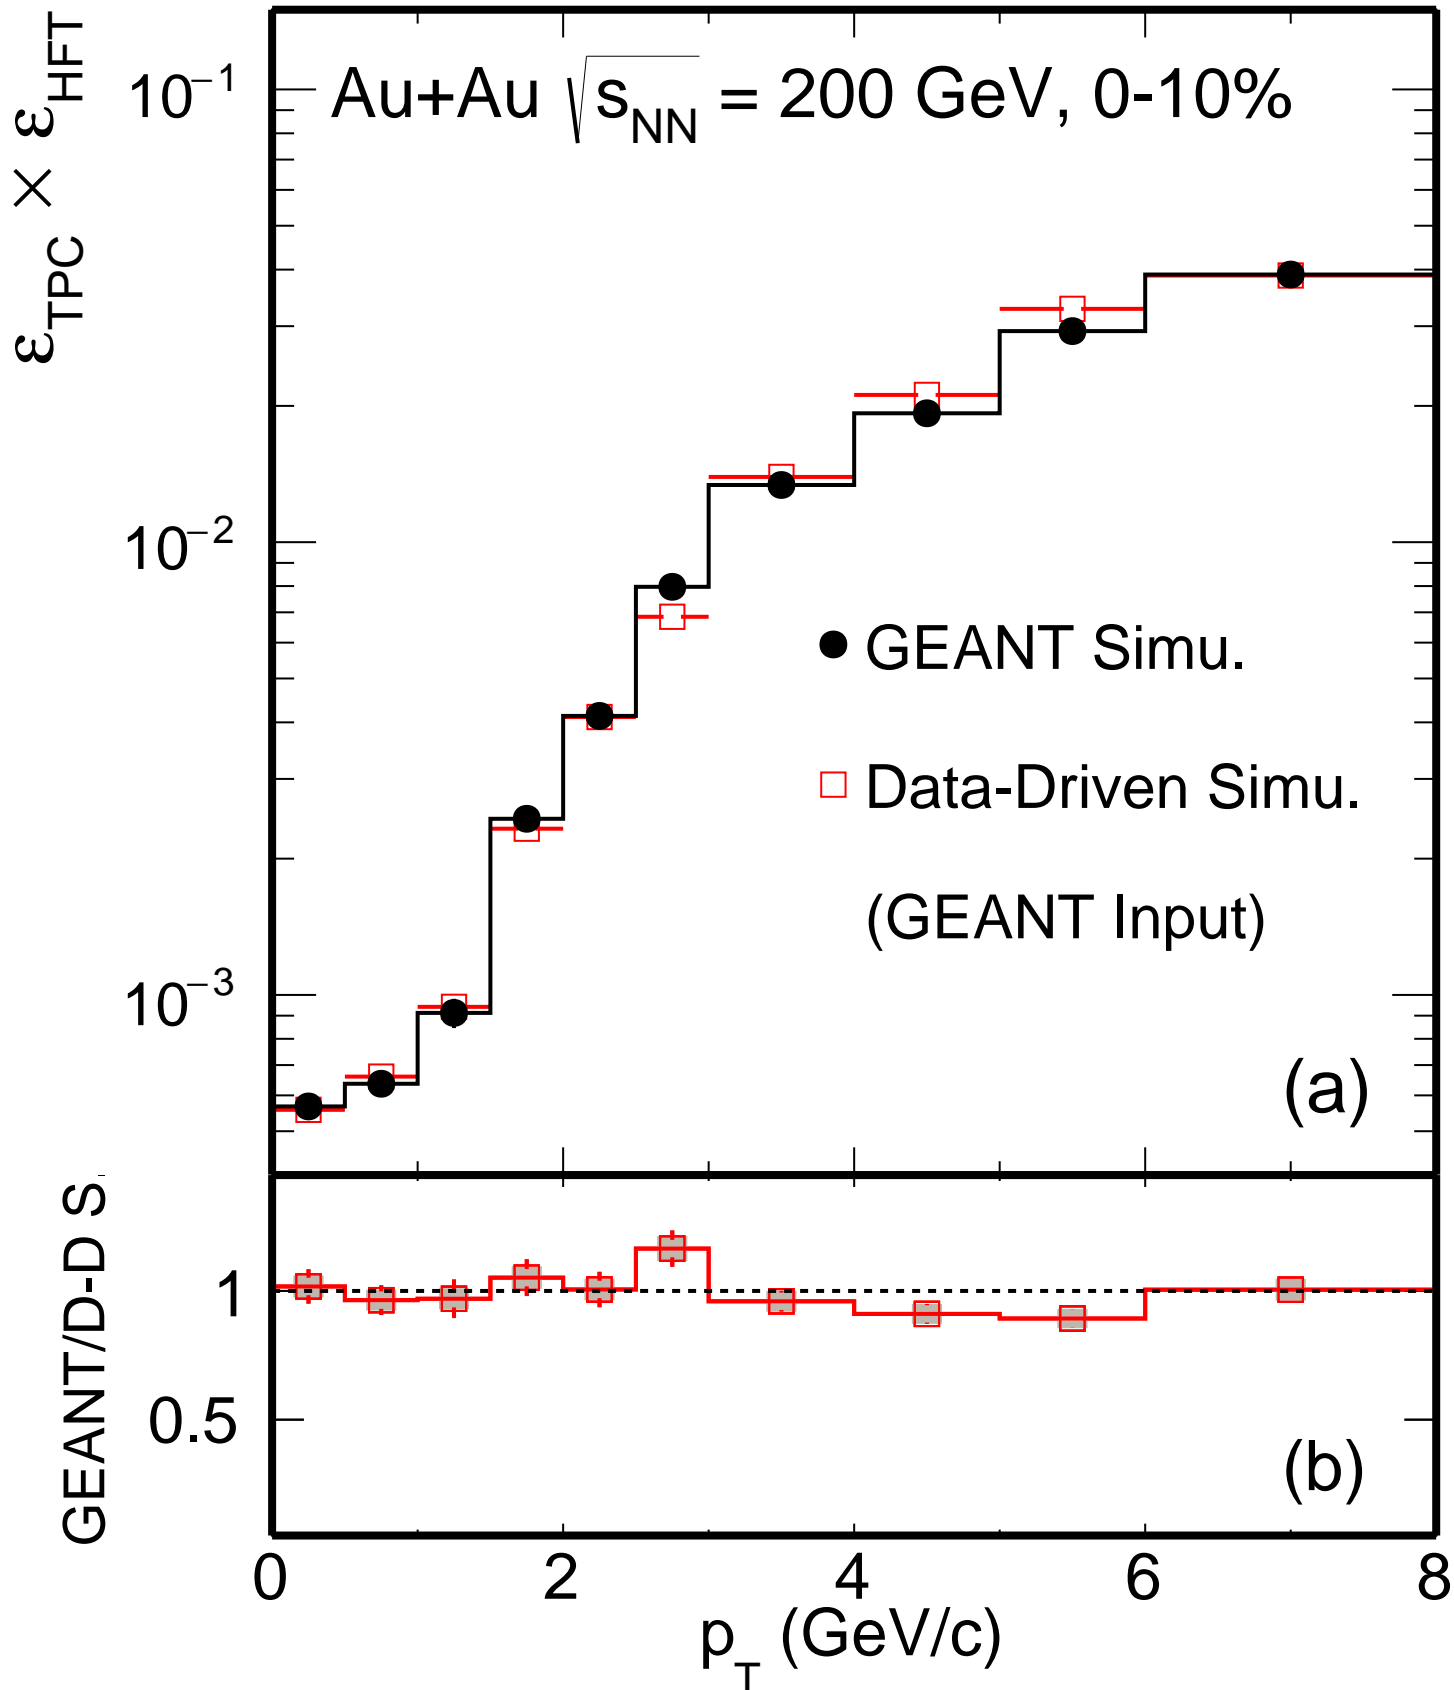 Au+Au √s_NN = 200 GeV, 0-10%
ε_TPC × ε_HFT
10⁻¹
10⁻²
10⁻³
GEANT Simu.
Data-Driven Simu.
(GEANT Input)
(a)
GEANT/D-D S
1
0.5
(b)
0 2 4 6 8
p_T (GeV/c)